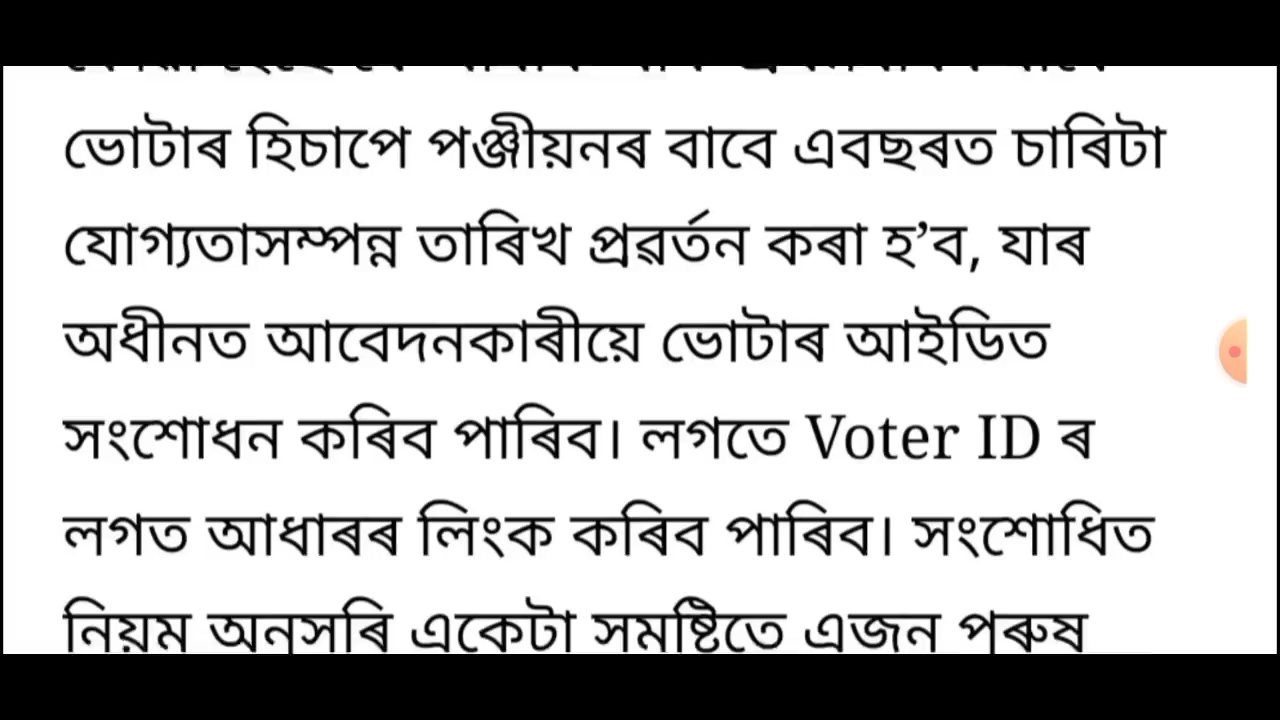 ভোটাৰ হিচাপে পঞ্জীয়নৰ বাবে এবছৰত চাৰিটা
যোগ্যতাসম্পন্ন তাৰিখ প্ৰৱৰ্তন কৰা হ’ব, যাৰ
অধীনত আবেদনকাৰীয়ে ভোটাৰ আইডিত
সংশোধন কৰিব পাৰিব। লগতে Voter ID ৰ
লগত আধাৰৰ লিংক কৰিব পাৰিব। সংশোধিত
নিয়ম অনুসৰি একেটা সমষ্টিতে এজন পুৰুষ